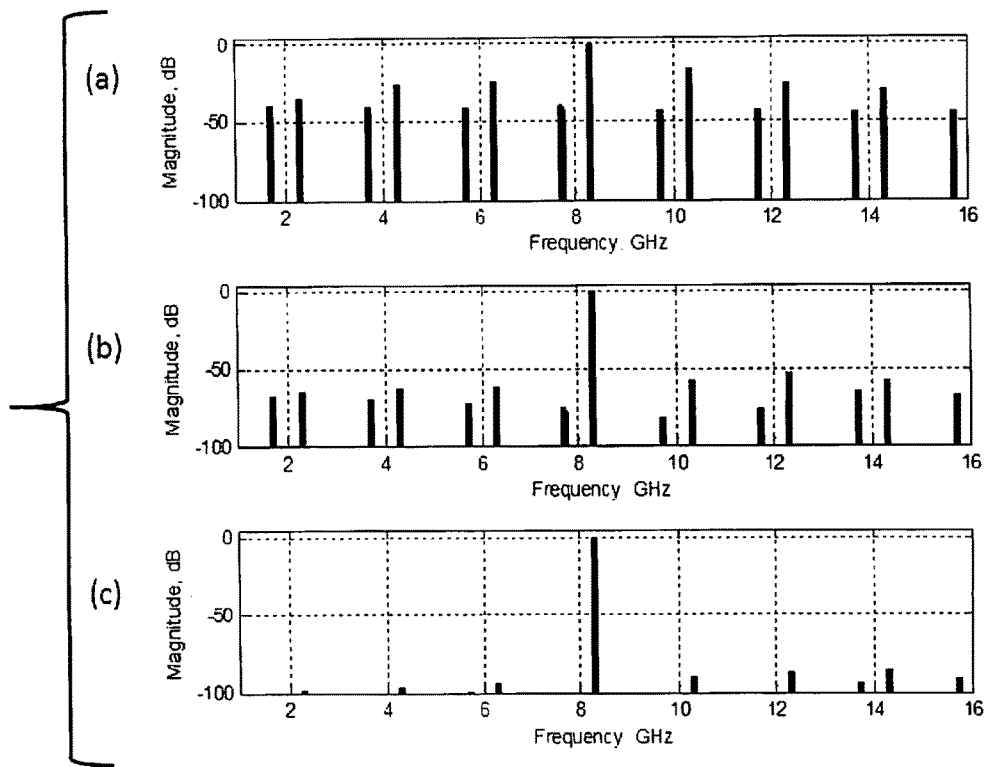 (a)
Magnitude, dB
0
-50
-100
2 4 6 8 10 12 14 16
Frequency. GHz
(b)
Magnitude, dB
0
-50
-100
2 4 6 8 10 12 14 16
Frequency GHz
(c)
Magnitude, dB
0
-50
-100
2 4 6 8 10 12 14 16
Frequency GHz